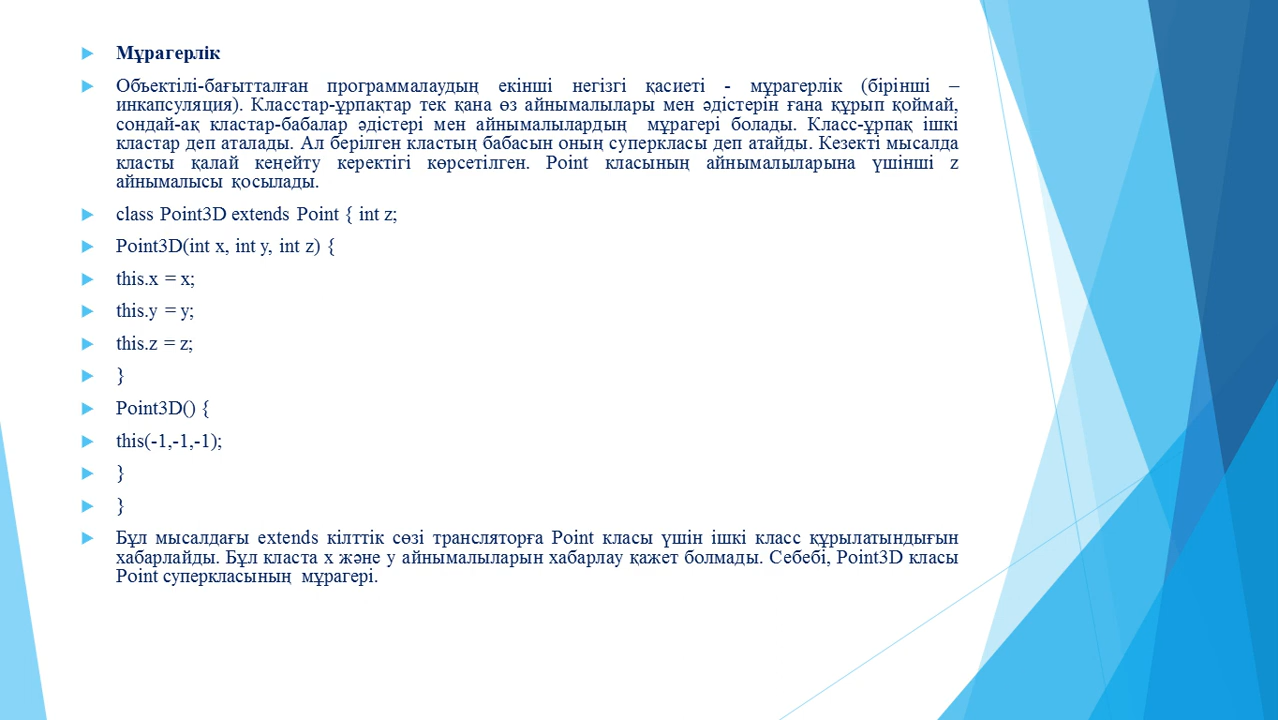 Мұрагерлік
Объектілі-бағытталған программалаудың екінші негізгі қасиеті - мұрагерлік (бірінші –
инкапсуляция). Класстар-ұрпақтар тек қана өз айнымалылары мен әдістерін ғана құрып қоймай,
сондай-ақ кластар-бабалар әдістері мен айнымалылардың мұрагері болады. Класс-ұрпақ ішкі
кластар деп аталады. Ал берілген кластың бабасын оның суперкласы деп атайды. Кезекті мысалда
класты қалай кеңейту керектігі көрсетілген. Point класының айнымалыларына үшінші z
айнымалысы қосылады.
class Point3D extends Point { int z;
Point3D(int x, int y, int z) {
this.x = x;
this.y = y;
this.z = z;
}
Point3D() {
this(-1,-1,-1);
}
}
Бұл мысалдағы extends кілттік сөзі трансляторға Point класы үшін ішкі класс құрылатындығын
хабарлайды. Бұл класта x және y айнымалыларын хабарлау қажет болмады. Себебі, Point3D класы
Point суперкласының мұрагері.